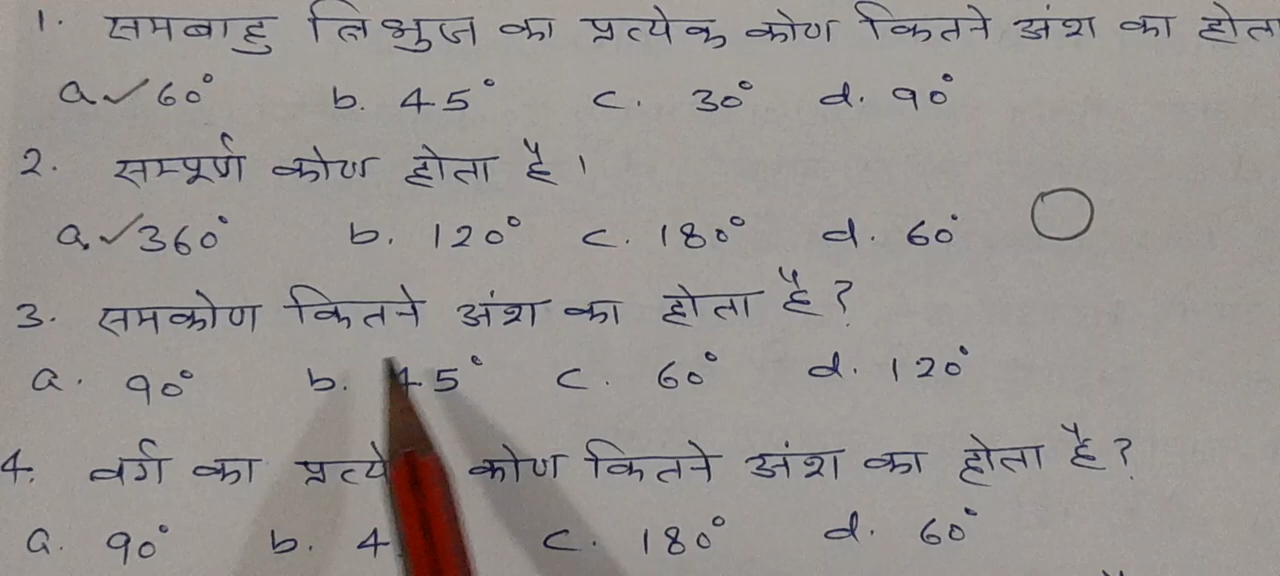 1. समबाहु त्रिभुज का प्रत्येक कोण कितने अंश का होता
a. ✓ 60° b. 45° c. 30° d. 90°
2. सम्पूर्ण कोण होता है।
a. ✓ 360° b. 120° c. 180° d. 60°
3. समकोण कितने अंश का होता है?
a. 90° b. 45° c. 60° d. 120°
4. वर्ग का कोण कितने अंश का होता है?
a. 90° b. 4 c. 180° d. 60°